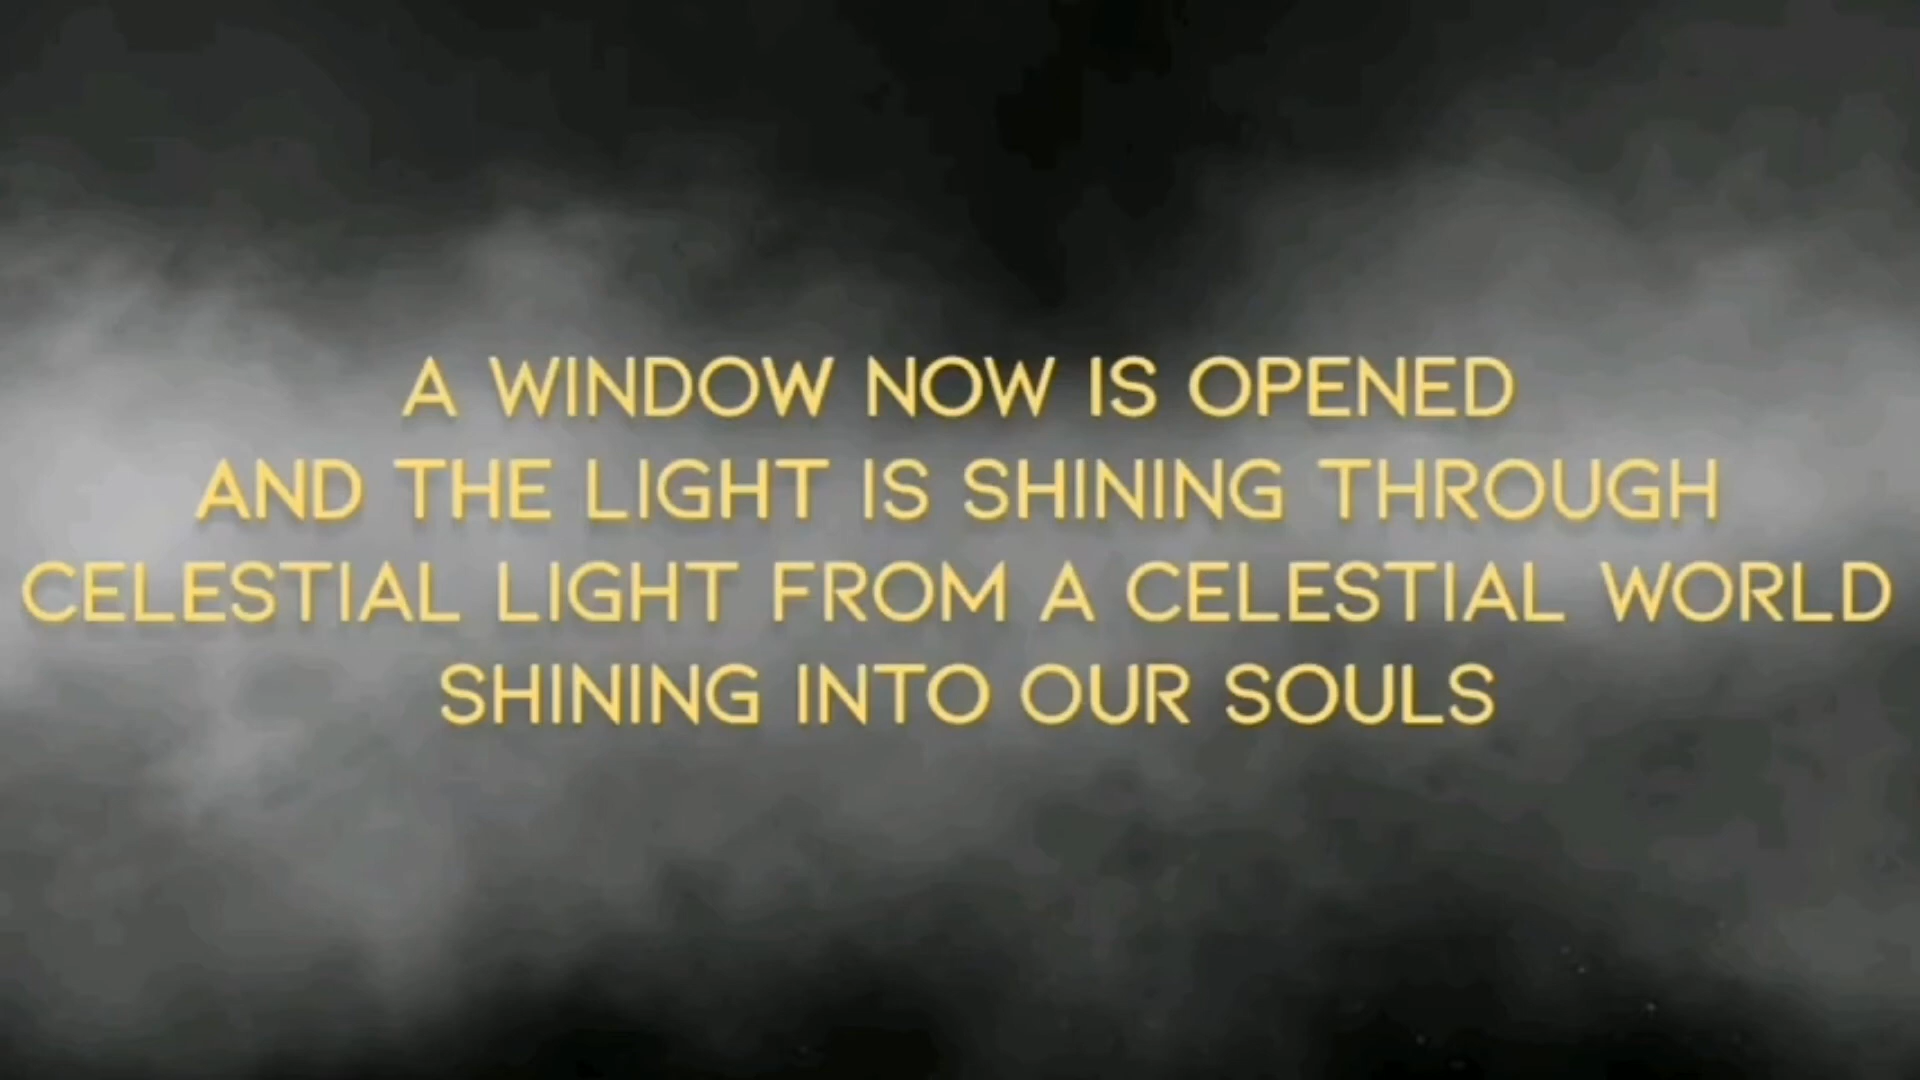 A WINDOW NOW IS OPENED
AND THE LIGHT IS SHINING THROUGH
CELESTIAL LIGHT FROM A CELESTIAL WORLD
SHINING INTO OUR SOULS